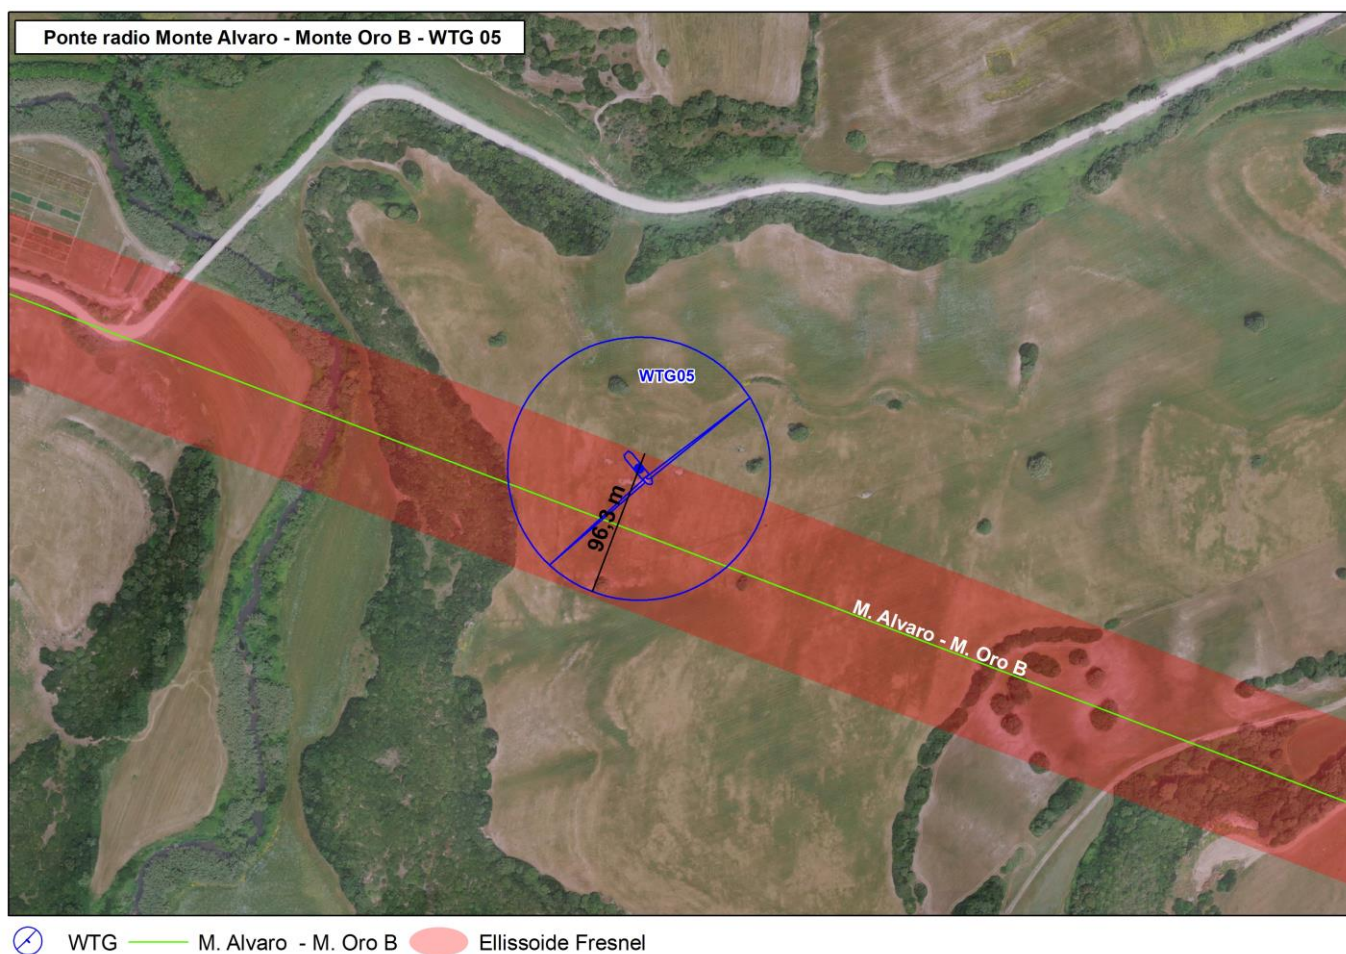 Ponte radio Monte Alvaro - Monte Oro B - WTG 05
WTG05
96,3 m
M. Alvaro - M. Oro B
WTG
M. Alvaro - M. Oro B
Ellissoide Fresnel